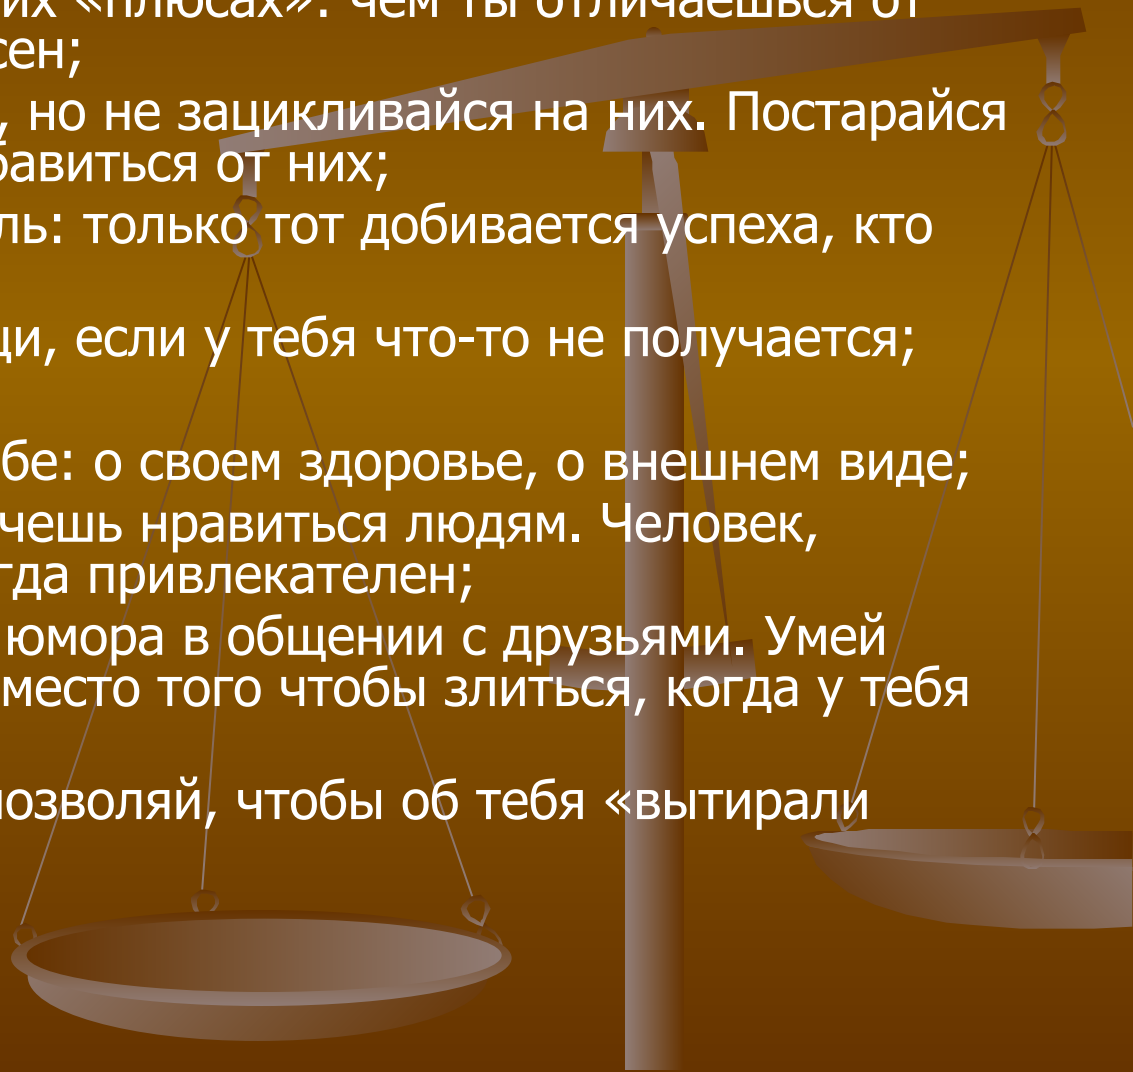 их «плюсах»: чем ты отличаешься от
сен;
, но не зацикливайся на них. Постарайся
бавиться от них;
ль: только тот добивается успеха, кто
ди, если у тебя что-то не получается;
бе: о своем здоровье, о внешнем виде;
чешь нравиться людям. Человек,
гда привлекателен;
юмора в общении с друзьями. Умей
место того чтобы злиться, когда у тебя
позволяй, чтобы об тебя «вытирали